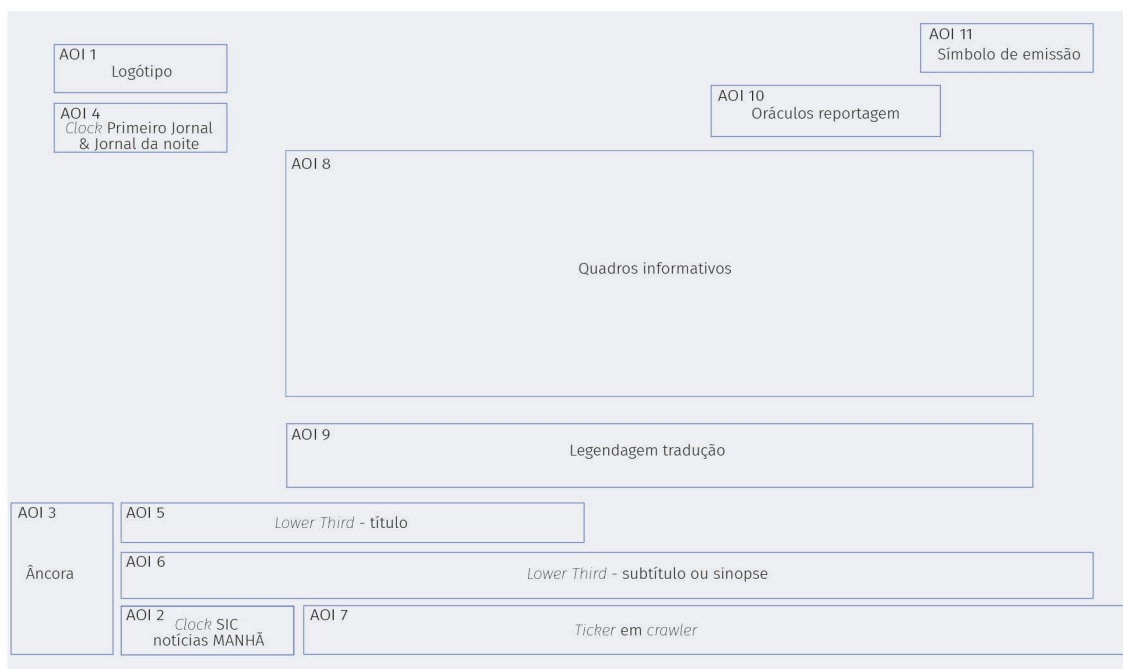 AOI 1
Logótipo
AOI 11
Símbolo de emissão
AOI 4
Clock Primeiro Jornal
& Jornal da noite
AOI 10
Oráculos reportagem
AOI 8
Quadros informativos
AOI 9
Legendagem tradução
AOI 3
Âncora
AOI 5
Lower Third - título
AOI 6
Lower Third - subtítulo ou sinopse
AOI 2
Clock SIC
notícias MANHÃ
AOI 7
Ticker em crawler